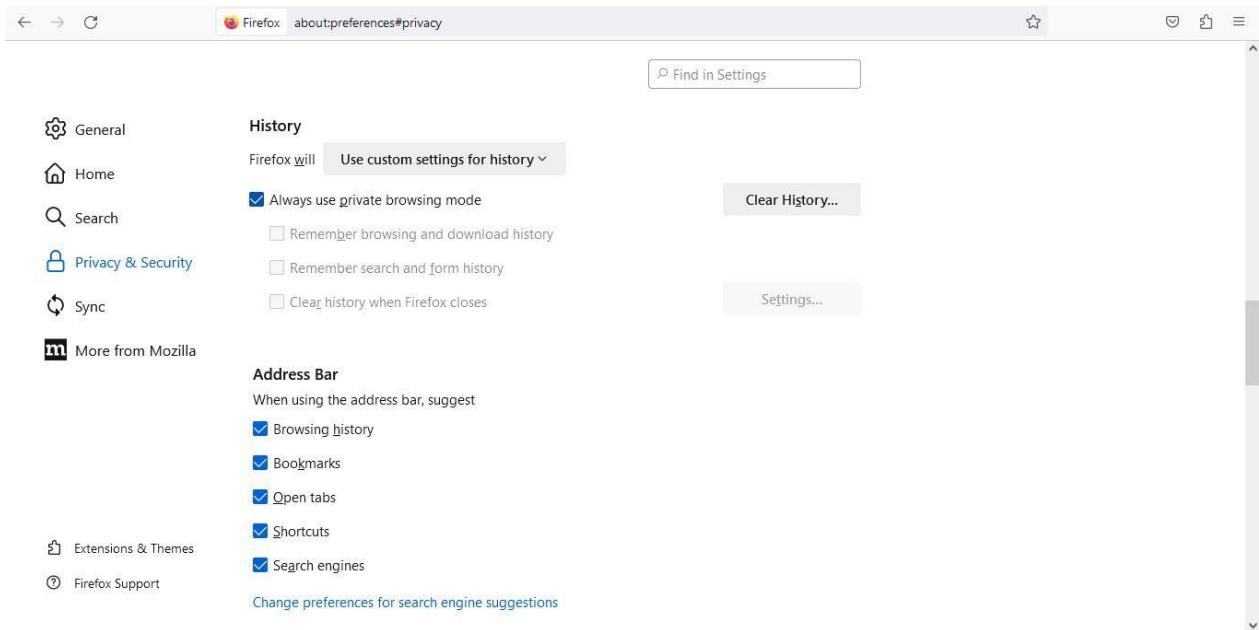 Firefox about:preferences#privacy
Find in Settings
General
Home
Search
Privacy & Security
Sync
More from Mozilla
Extensions & Themes
Firefox Support
History
Firefox will Use custom settings for history
Always use private browsing mode Clear History...
Remember browsing and download history
Remember search and form history
Clear history when Firefox closes Settings...
Address Bar
When using the address bar, suggest
Browsing history
Bookmarks
Open tabs
Shortcuts
Search engines
Change preferences for search engine suggestions